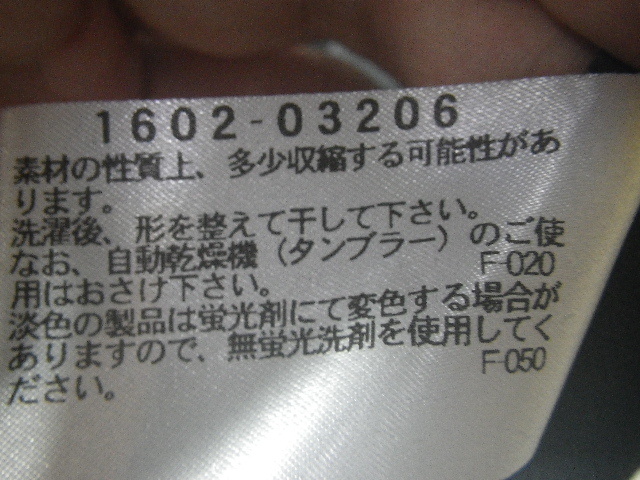 1602-03206
素材の性質上、多少収縮する可能性があ
ります。
洗濯後、形を整えて干して下さい。
なお、自動乾燥機(タンブラー)のご使
用はおさけ下さい。
F-020
淡色の製品は蛍光剤にて変色する場合が
ありますので、無蛍光洗剤を使用してく
ださい。
F-050